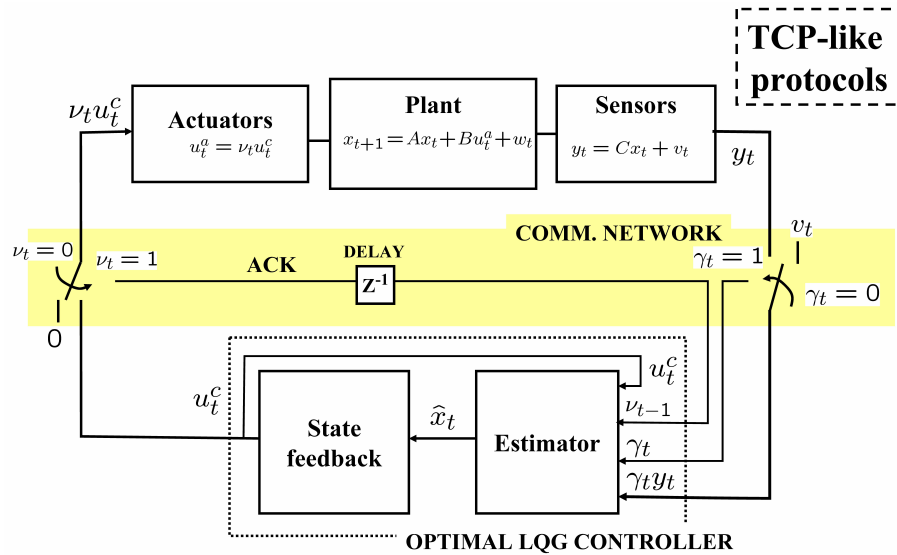 TCP-like
protocols
Actuators
u_t^a = ν_t u_t^c
Plant
x_{t+1} = Ax_t + Bu_t^a + w_t
Sensors
y_t = Cx_t + v_t
ν_t u_t^c
y_t
COMM. NETWORK
v_t
ν_t = 0
ν_t = 1
ACK
DELAY
Z^{-1}
γ_t = 1
γ_t = 0
0
u_t^c
State
feedback
x̂_t
Estimator
u_t^c
ν_{t-1}
γ_t
γ_t y_t
OPTIMAL LQG CONTROLLER